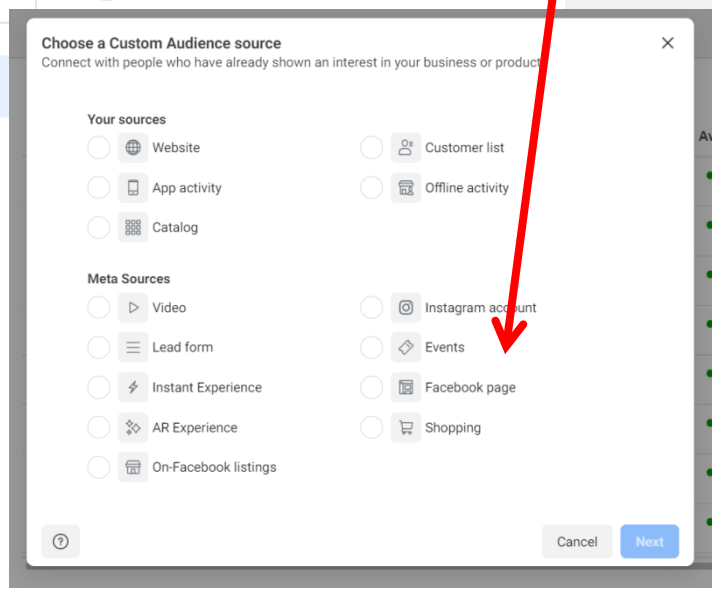 Choose a Custom Audience source
Connect with people who have already shown an interest in your business or product
Your sources
Website
Customer list
App activity
Offline activity
Catalog
Meta Sources
Video
Instagram account
Lead form
Events
Instant Experience
Facebook page
AR Experience
Shopping
On-Facebook listings
Cancel
Next